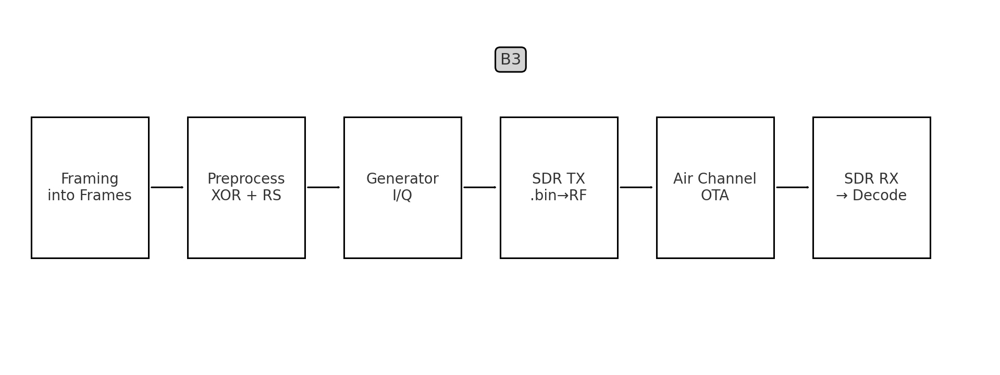 B3
Framing
into Frames
Preprocess
XOR + RS
Generator
I/Q
SDR TX
.bin→RF
Air Channel
OTA
SDR RX
→ Decode